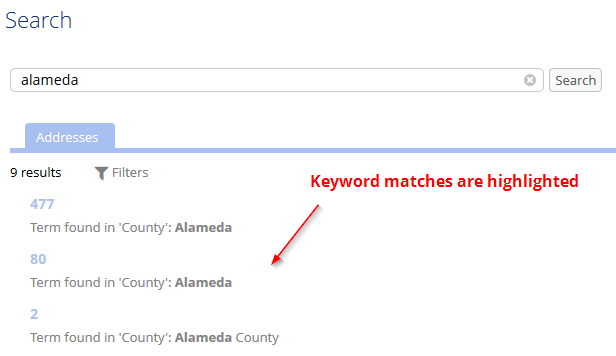 Search
alameda
Search
Addresses
9 results
Filters
Keyword matches are highlighted
477
Term found in 'County': Alameda
80
Term found in 'County': Alameda
2
Term found in 'County': Alameda County